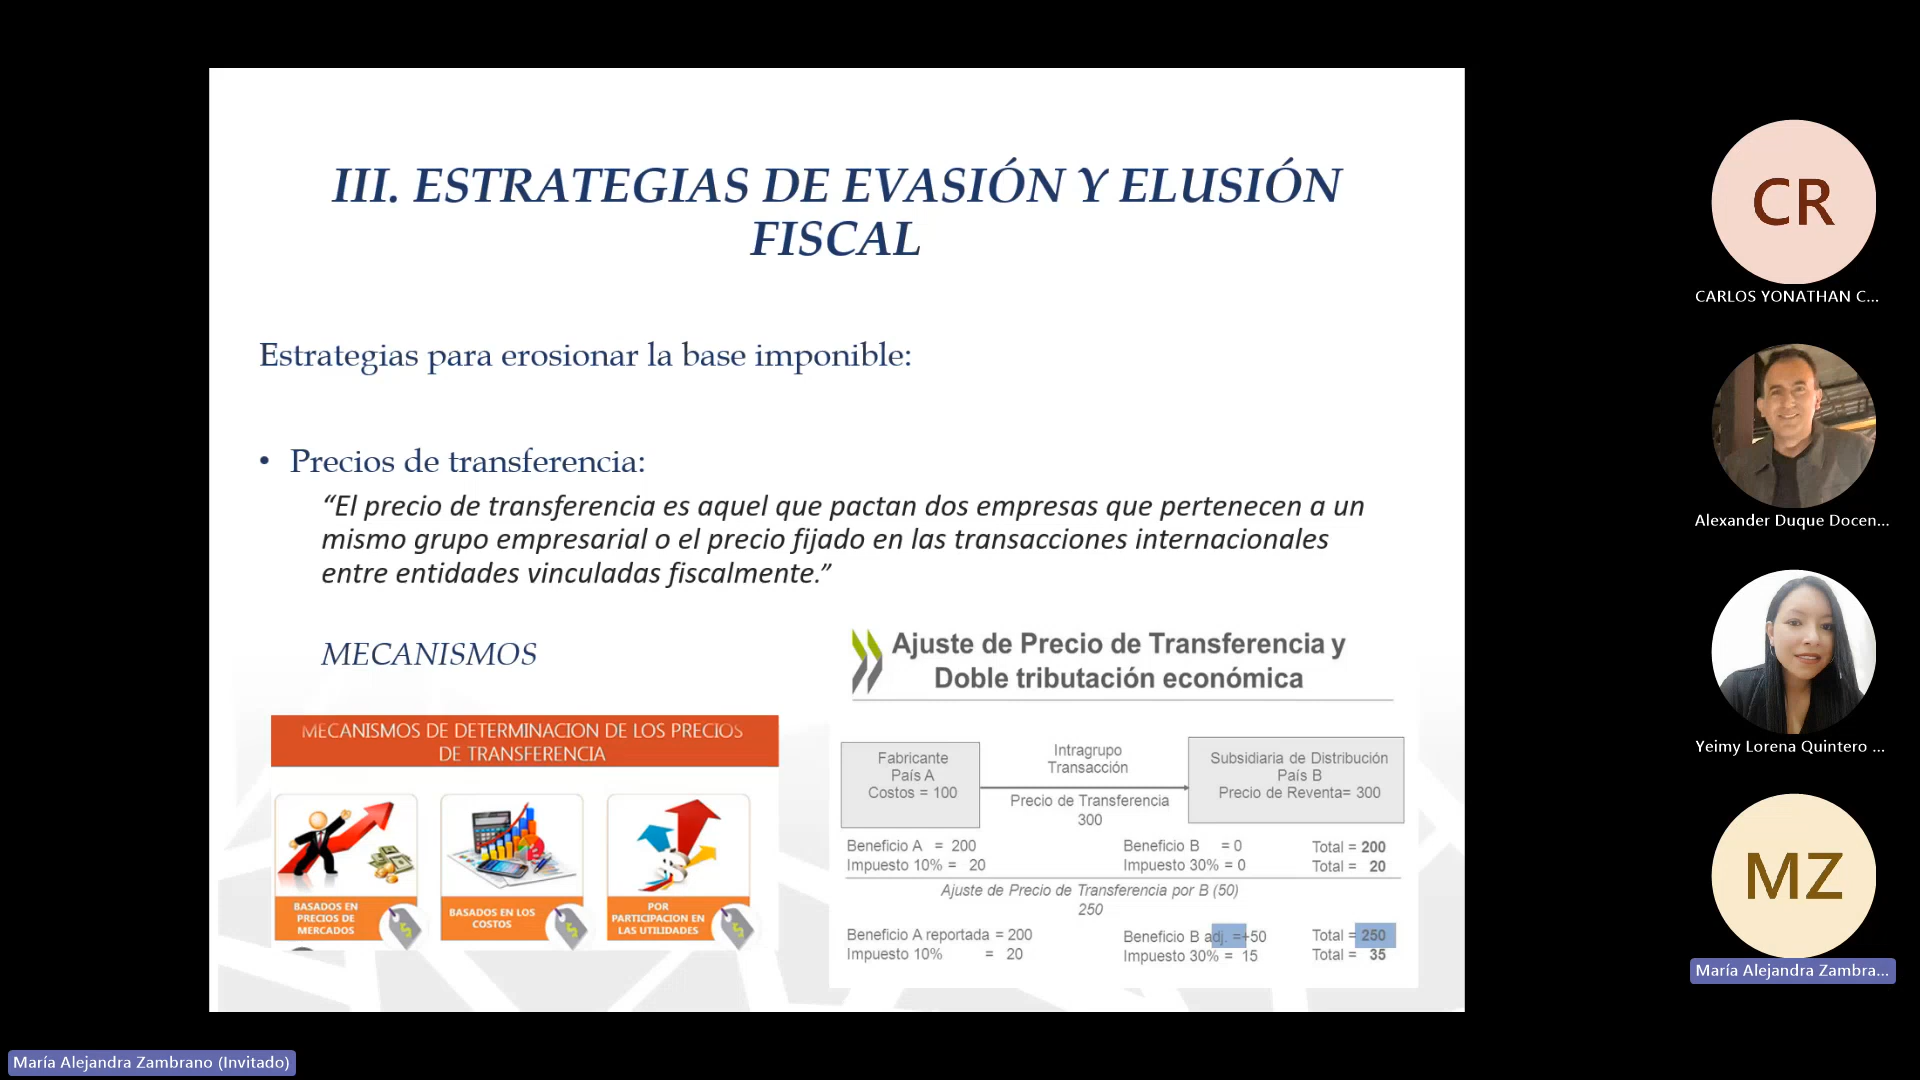 III. ESTRATEGIAS DE EVASIÓN Y ELUSIÓN
FISCAL
Estrategias para erosionar la base imponible:
• Precios de transferencia:
“El precio de transferencia es aquel que pactan dos empresas que pertenecen a un
mismo grupo empresarial o el precio fijado en las transacciones internacionales
entre entidades vinculadas fiscalmente.”
MECANISMOS
MECANISMOS DE DETERMINACION DE LOS PRECIOS
DE TRANSFERENCIA
BASADOS EN
PRECIOS DE
MERCADOS
BASADOS EN LOS
COSTOS
POR
PARTICIPACION EN
LAS UTILIDADES
Ajuste de Precio de Transferencia y
Doble tributación económica
Fabricante
País A
Costos = 100
Intragrupo
Transacción
Precio de Transferencia
300
Subsidiaria de Distribución
País B
Precio de Reventa= 300
Beneficio A = 200
Impuesto 10% = 20
Beneficio B = 0
Impuesto 30% = 0
Total = 200
Total = 20
Ajuste de Precio de Transferencia por B (50)
250
Beneficio A reportada = 200
Impuesto 10% = 20
Beneficio B adj. =+50
Impuesto 30% = 15
Total = 250
Total = 35
CR
CARLOS YONATHAN C...
Alexander Duque Docen...
Yeimy Lorena Quintero ...
MZ
María Alejandra Zambra...
María Alejandra Zambrano (Invitado)